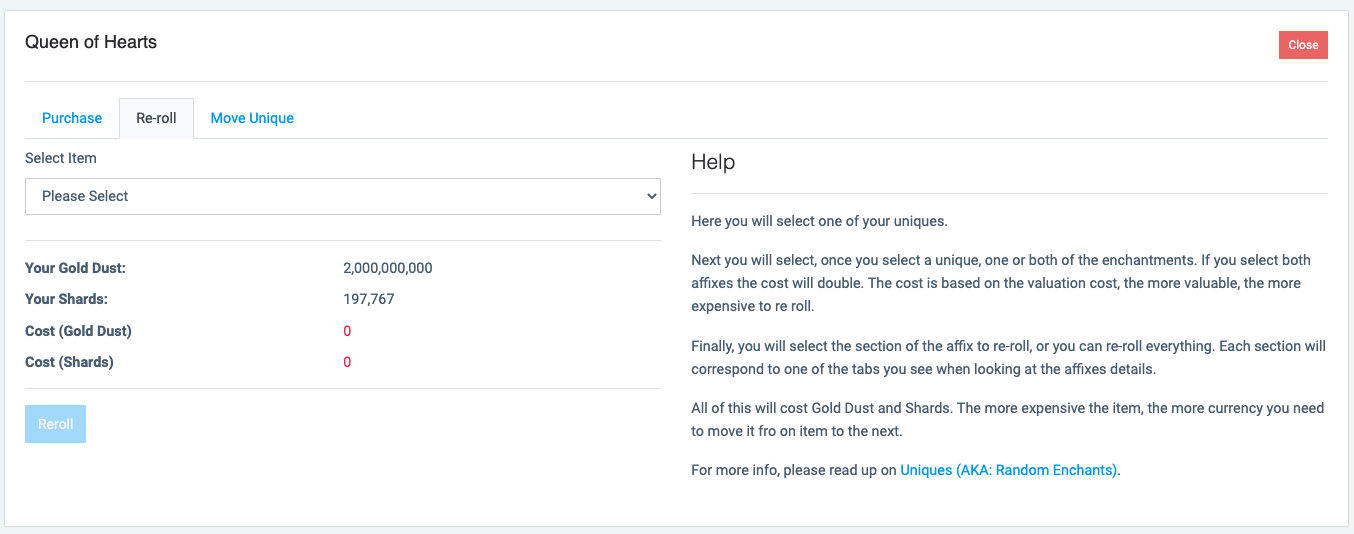 Queen of Hearts
Close
Purchase
Re-roll
Move Unique
Select Item
Please Select
Your Gold Dust: 2,000,000,000
Your Shards: 197,767
Cost (Gold Dust) 0
Cost (Shards) 0
Reroll
Help
Here you will select one of your uniques.
Next you will select, once you select a unique, one or both of the enchantments. If you select both
affixes the cost will double. The cost is based on the valuation cost, the more valuable, the more
expensive to re roll.
Finally, you will select the section of the affix to re-roll, or you can re-roll everything. Each section will
correspond to one of the tabs you see when looking at the affixes details.
All of this will cost Gold Dust and Shards. The more expensive the item, the more currency you need
to move it fro on item to the next.
For more info, please read up on Uniques (AKA: Random Enchants).